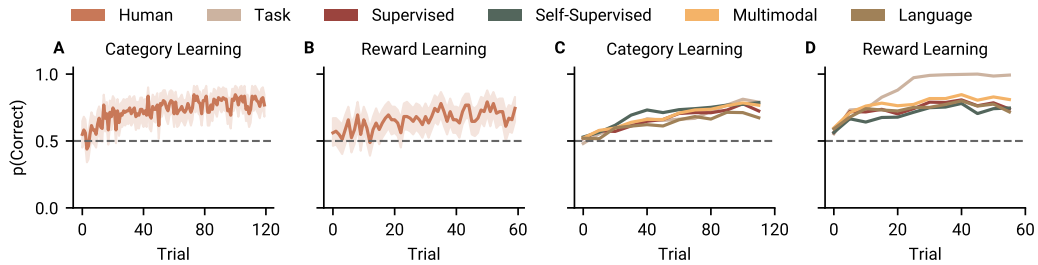 Human Task Supervised Self-Supervised Multimodal Language
A Category Learning B Reward Learning C Category Learning D Reward Learning
p(Correct)
1.0
0.5
0.0
0 40 80 120 0 20 40 60 0 40 80 120 0 20 40 60
Trial Trial Trial Trial